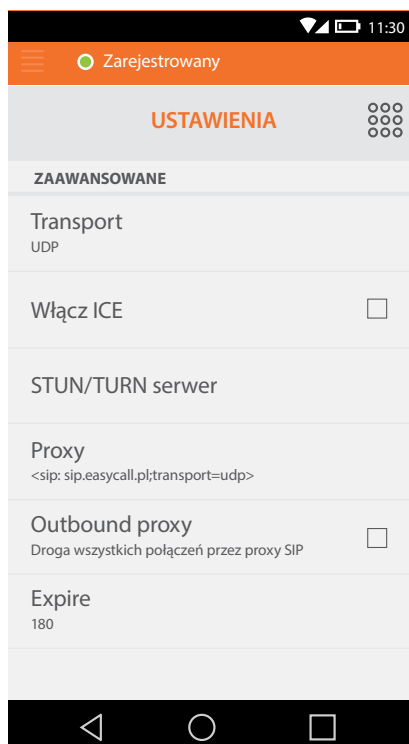 11:30
Zarejestrowany
USTAWIENIA
ZAAWANSOWANE
Transport
UDP
Włącz ICE
STUN/TURN serwer
Proxy
<sip: sip.easycall.pl;transport=udp>
Outbound proxy
Droga wszystkich połączeń przez proxy SIP
Expire
180